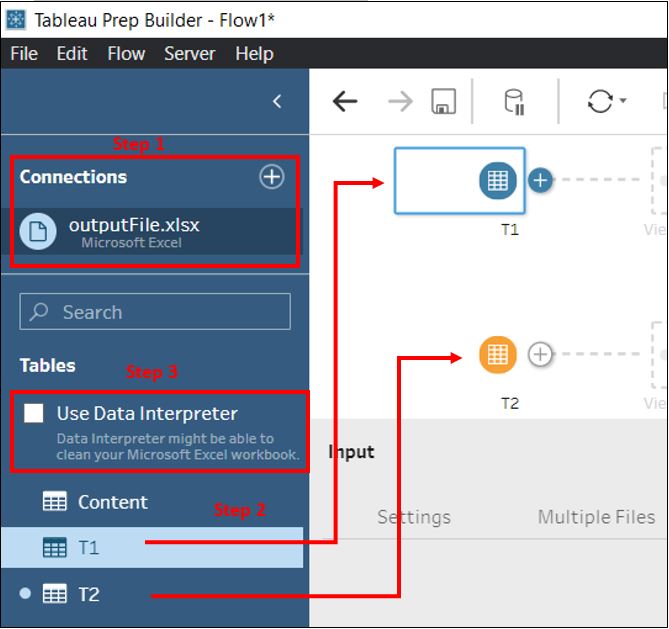 Tableau Prep Builder - Flow1*
File Edit Flow Server Help
Step 1
Connections
outputFile.xlsx
Microsoft Excel
Search
Tables
Step 3
Use Data Interpreter
Data Interpreter might be able to
clean your Microsoft Excel workbook.
Content
Step 2
T1
T2
T1
Vie
T2
Vie
Input
Settings Multiple Files